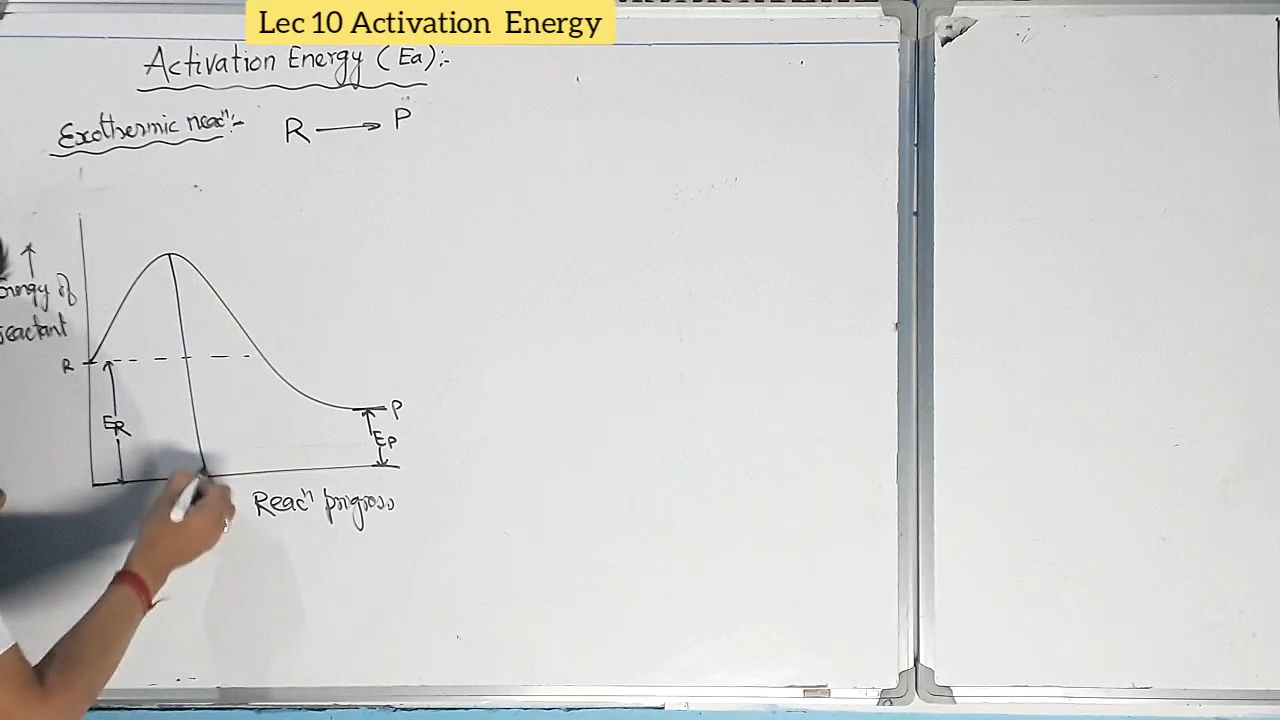 Lec 10 Activation Energy
Activation Energy (Ea):-
Exothermic reacⁿ:-
R → P
Energy of
reactant
R
ER
P
EP
Reacⁿ progress